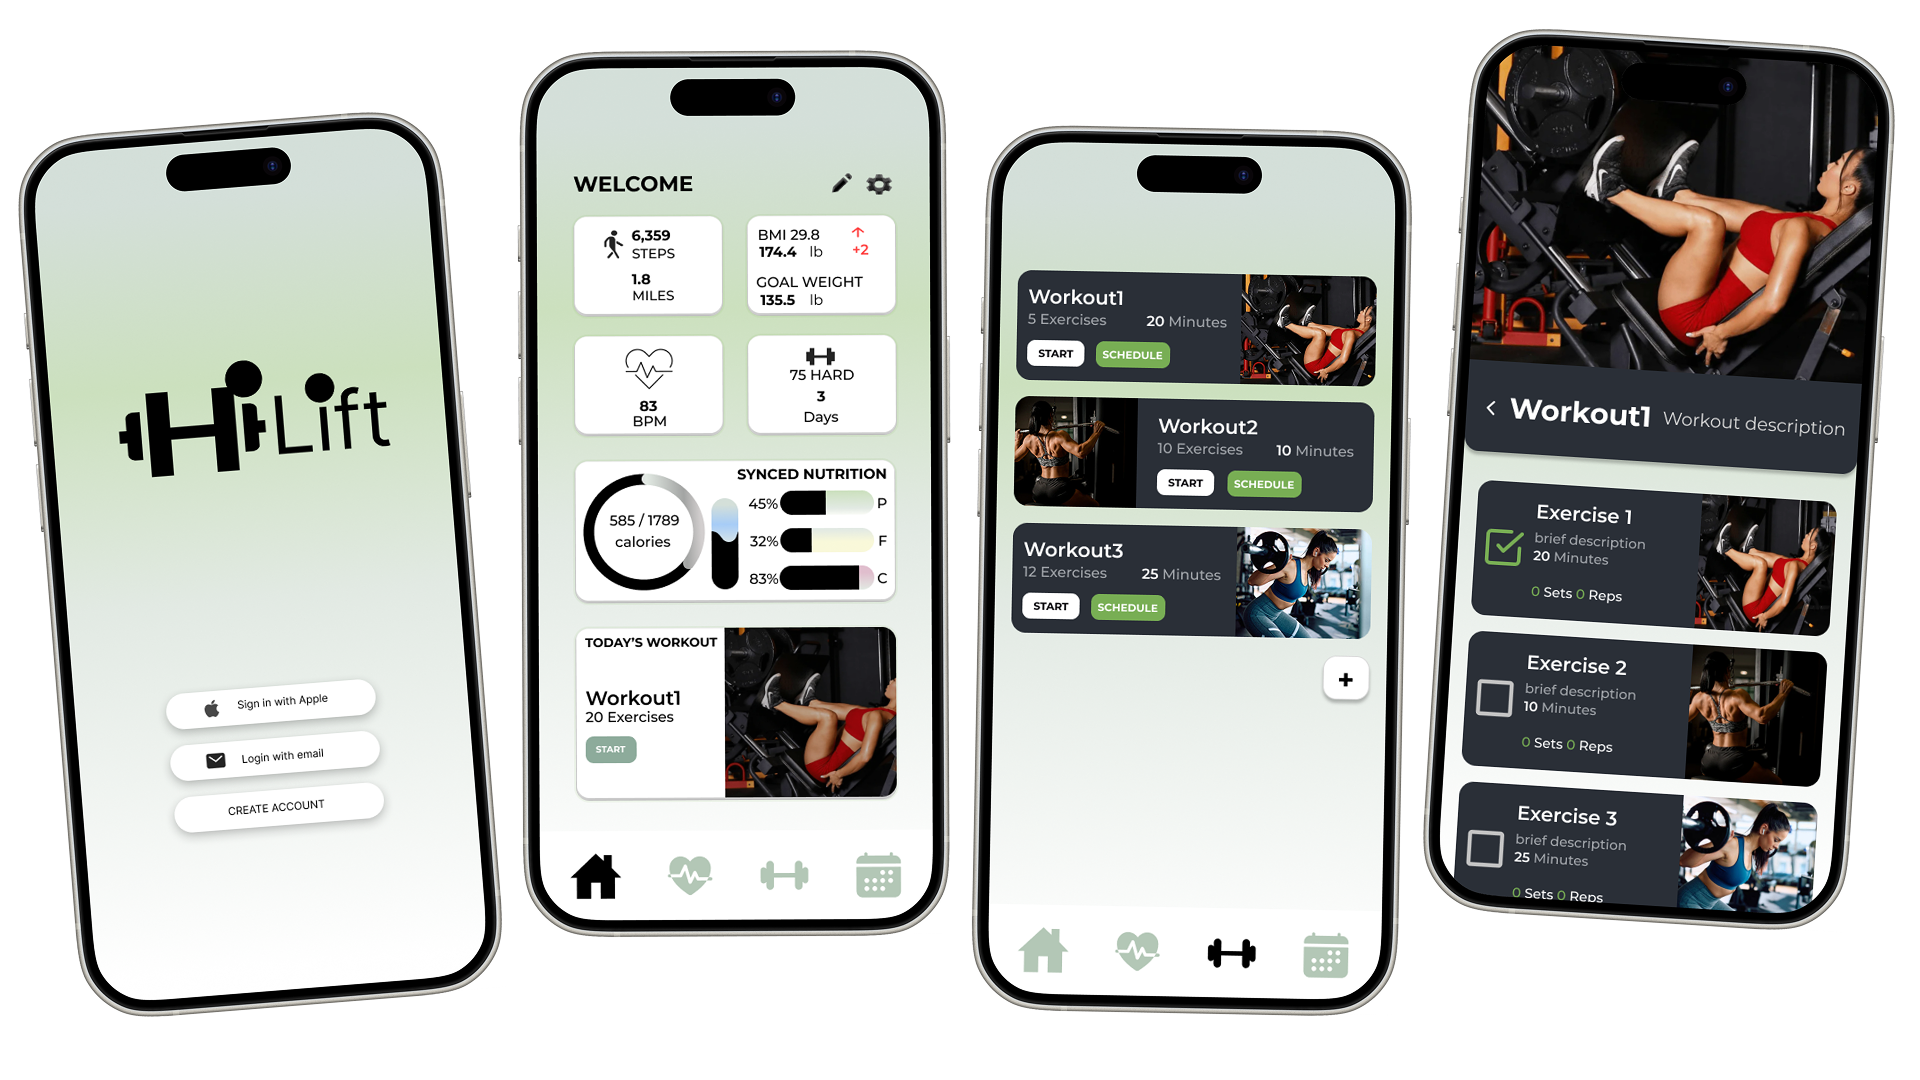 Hi Lift
Sign in with Apple
Login with email
CREATE ACCOUNT
WELCOME
6,359
STEPS
1.8
MILES
BMI 29.8
174.4 lb
+2
GOAL WEIGHT
135.5 lb
83
BPM
75 HARD
3
Days
SYNCED NUTRITION
585 / 1789
calories
45% P
32% F
83% C
TODAY'S WORKOUT
Workout1
20 Exercises
START
Workout1
5 Exercises 20 Minutes
START SCHEDULE
Workout2
10 Exercises 10 Minutes
START SCHEDULE
Workout3
12 Exercises 25 Minutes
START SCHEDULE
+
Workout1 Workout description
Exercise 1
brief description
20 Minutes
0 Sets 0 Reps
Exercise 2
brief description
10 Minutes
0 Sets 0 Reps
Exercise 3
brief description
25 Minutes
0 Sets 0 Reps